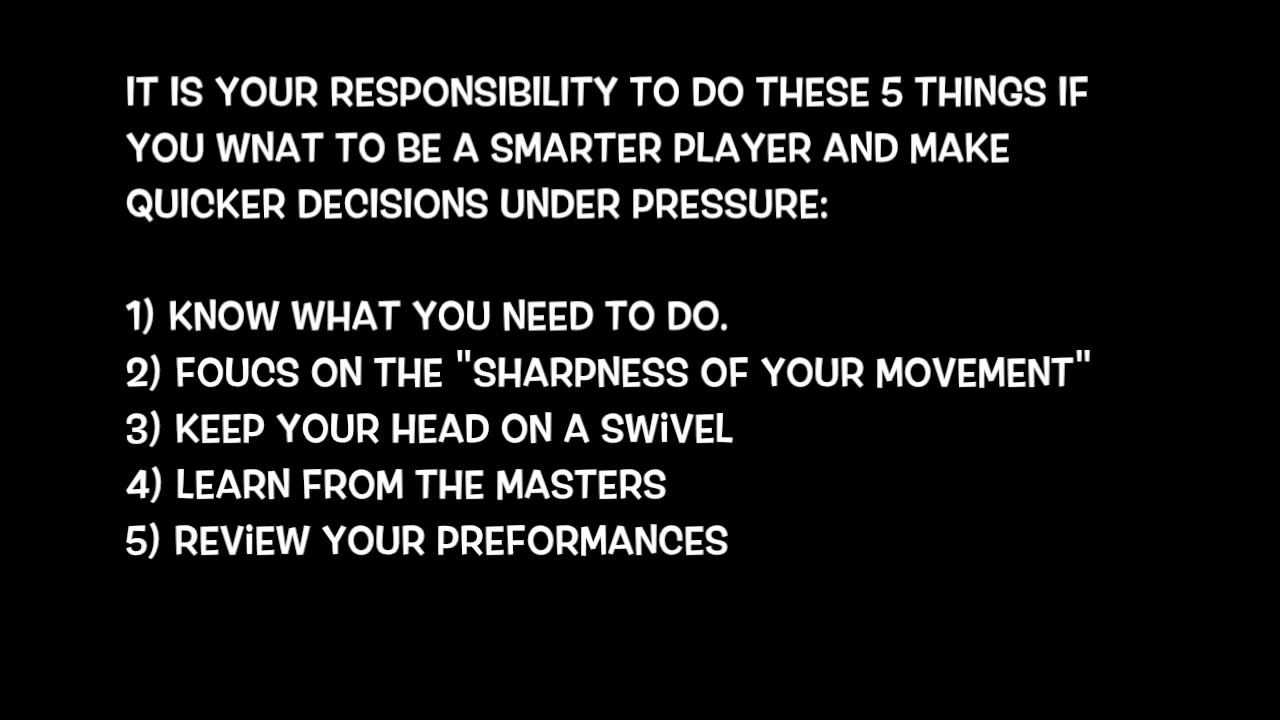 IT IS YOUR RESPONSIBILITY TO DO THESE 5 THINGS IF
YOU WNAT TO BE A SMARTER PLAYER AND MAKE
QUICKER DECISIONS UNDER PRESSURE:
1) KNOW WHAT YOU NEED TO DO.
2) FOUCS ON THE "SHARPNESS OF YOUR MOVEMENT"
3) KEEP YOUR HEAD ON A SWiVEL
4) LEARN FROM THE MASTERS
5) REViEW YOUR PREFORMANCES